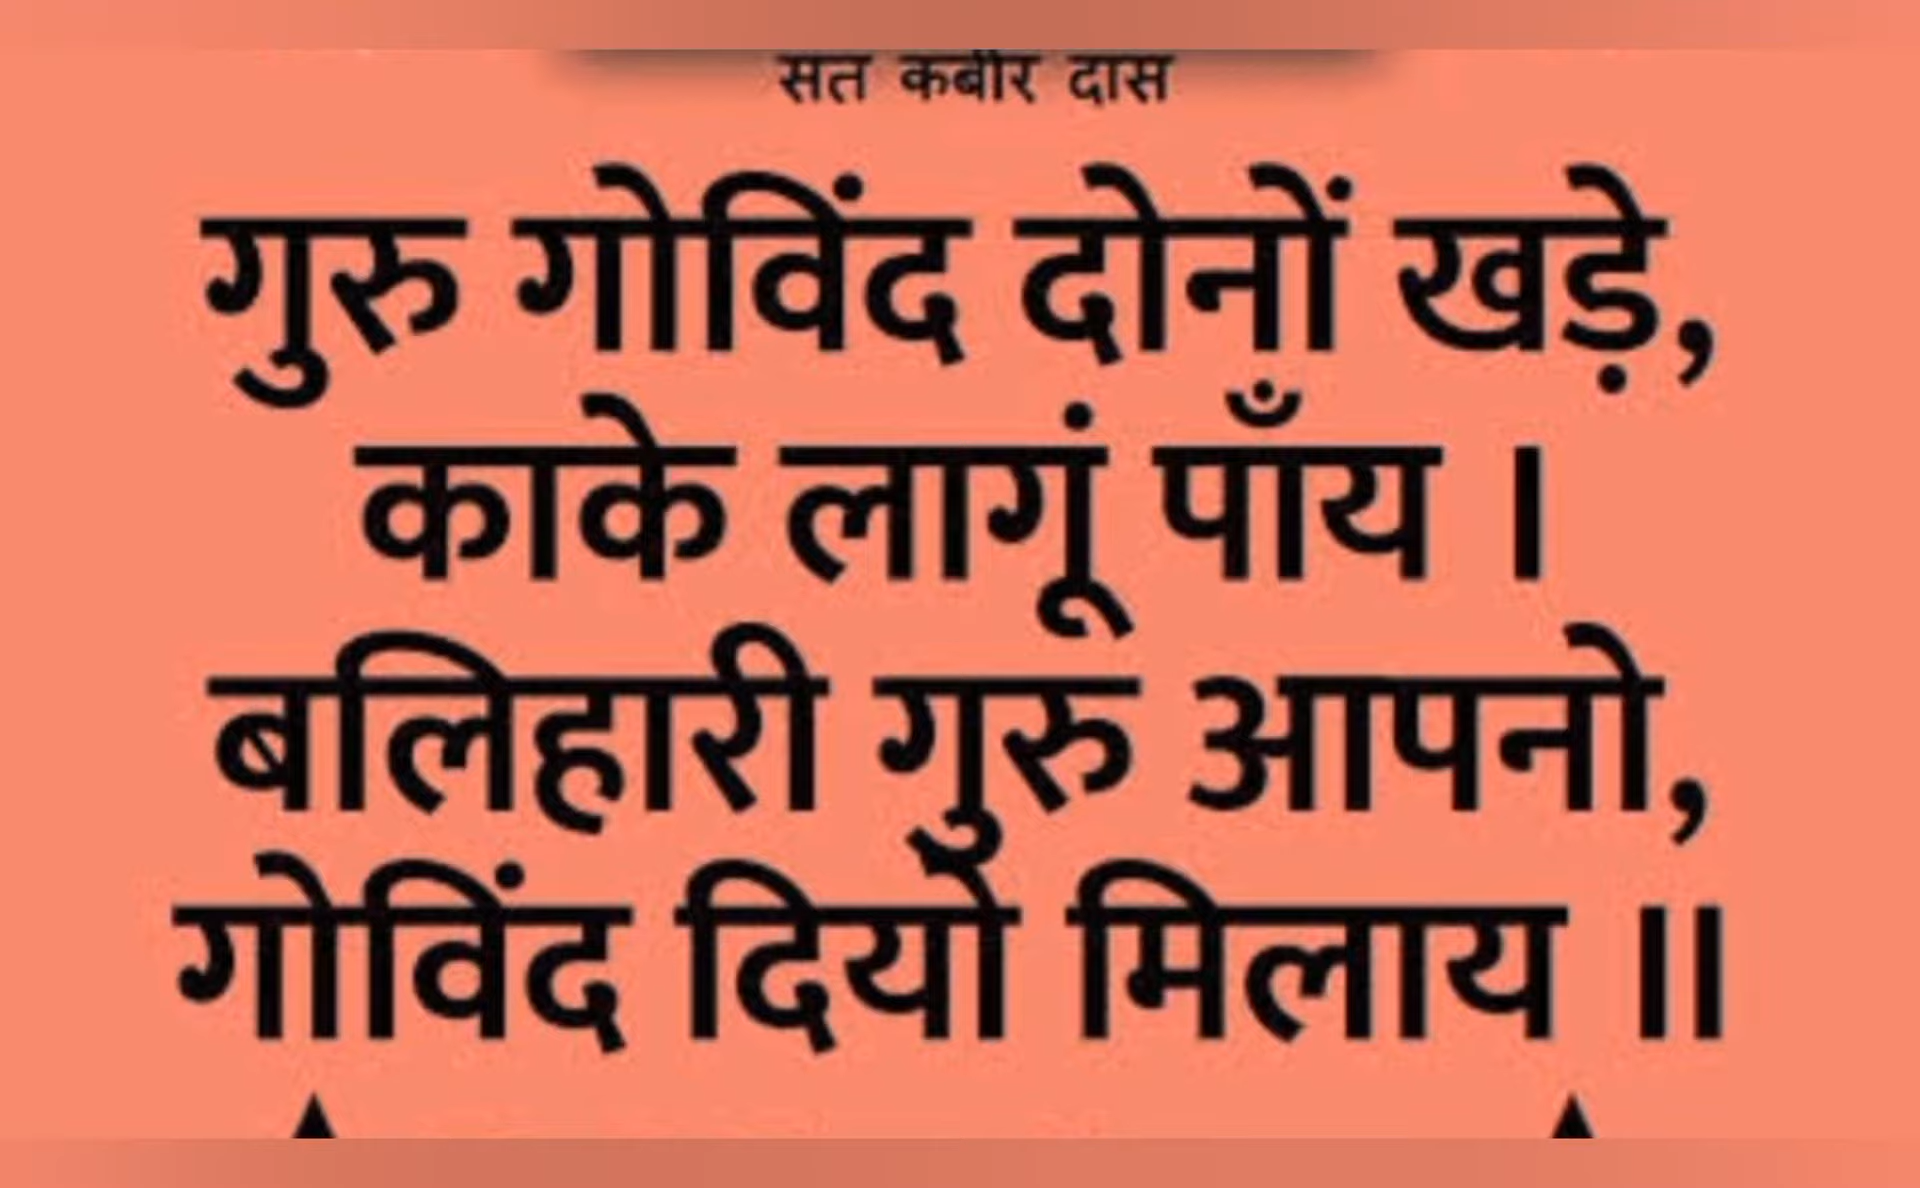 सत कबीर दास
गुरु गोविंद दोनों खड़े,
काके लागूं पाँय ।
बलिहारी गुरु आपनो,
गोविंद दियो मिलाय ॥